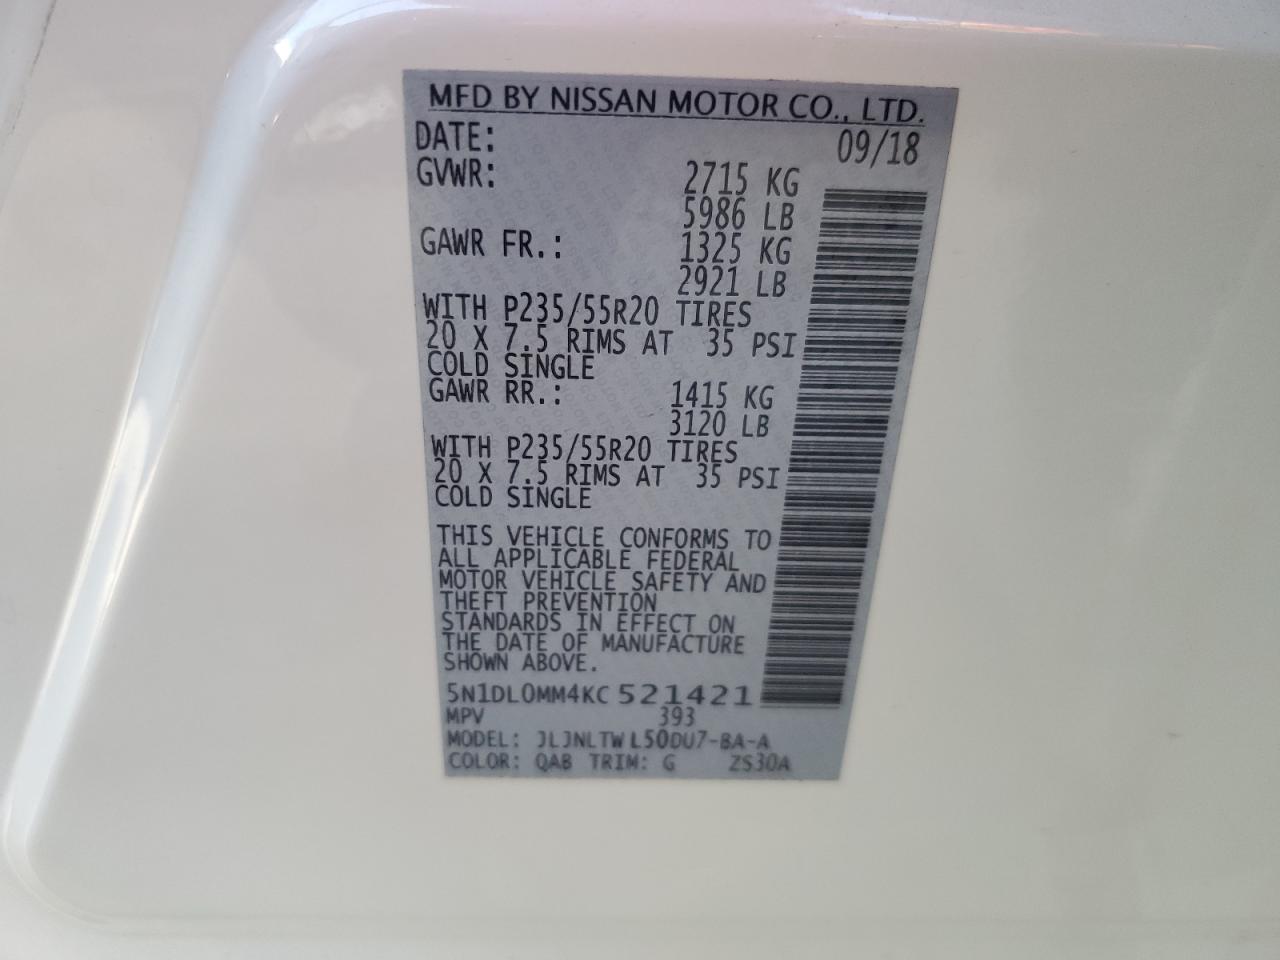 MFD BY NISSAN MOTOR CO., LTD.
DATE: 09/18
GVWR: 2715 KG
5986 LB
GAWR FR.: 1325 KG
2921 LB
WITH P235/55R20 TIRES
20 X 7.5 RIMS AT 35 PSI
COLD SINGLE
GAWR RR.: 1415 KG
3120 LB
WITH P235/55R20 TIRES
20 X 7.5 RIMS AT 35 PSI
COLD SINGLE
THIS VEHICLE CONFORMS TO
ALL APPLICABLE FEDERAL
MOTOR VEHICLE SAFETY AND
THEFT PREVENTION
STANDARDS IN EFFECT ON
THE DATE OF MANUFACTURE
SHOWN ABOVE.
5N1DL0MM4KC521421
MPV 393
MODEL: JLJNLTWL50DU7-BA-A
COLOR: QAB TRIM: G ZS30A